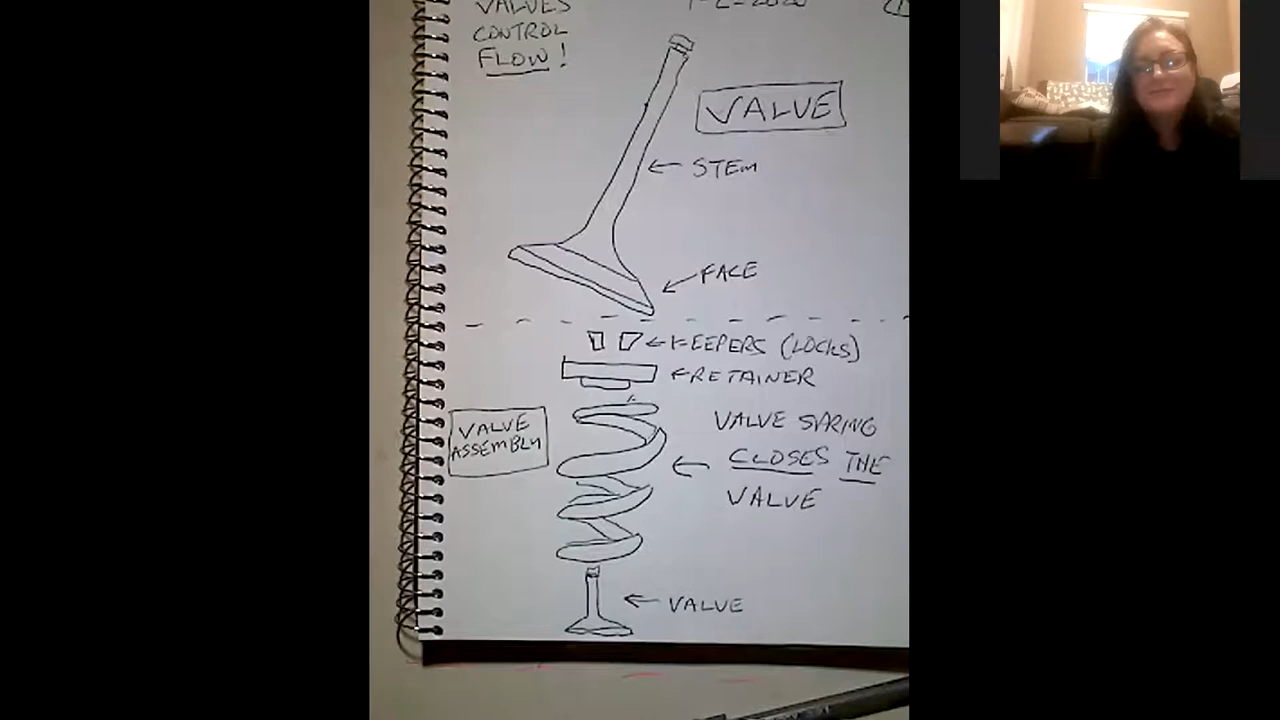 VALVES
CONTROL
FLOW!
VALVE
← STEM
FACE
← KEEPERS (LOCKS)
← RETAINER
VALVE
ASSEMBLY
VALVE SPRING
← CLOSES THE
VALVE
← VALVE